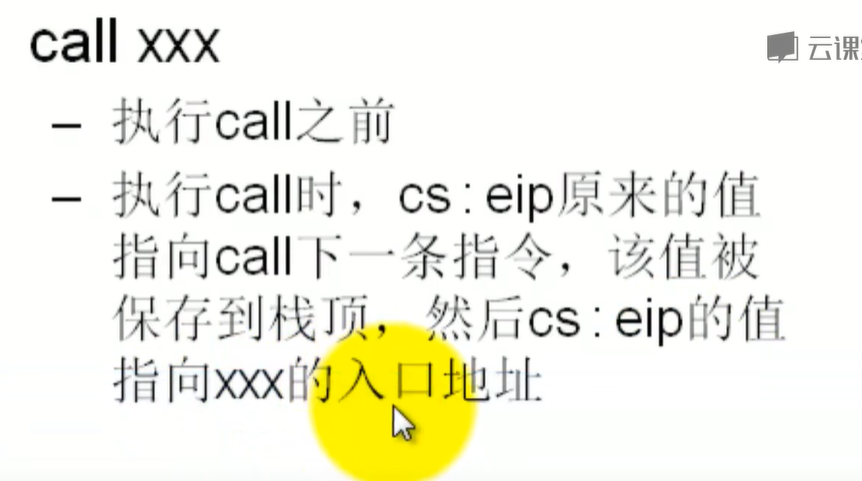 call xxx
云课
– 执行call之前
– 执行call时，cs:eip原来的值
指向call下一条指令，该值被
保存到栈顶，然后cs:eip的值
指向xxx的入口地址